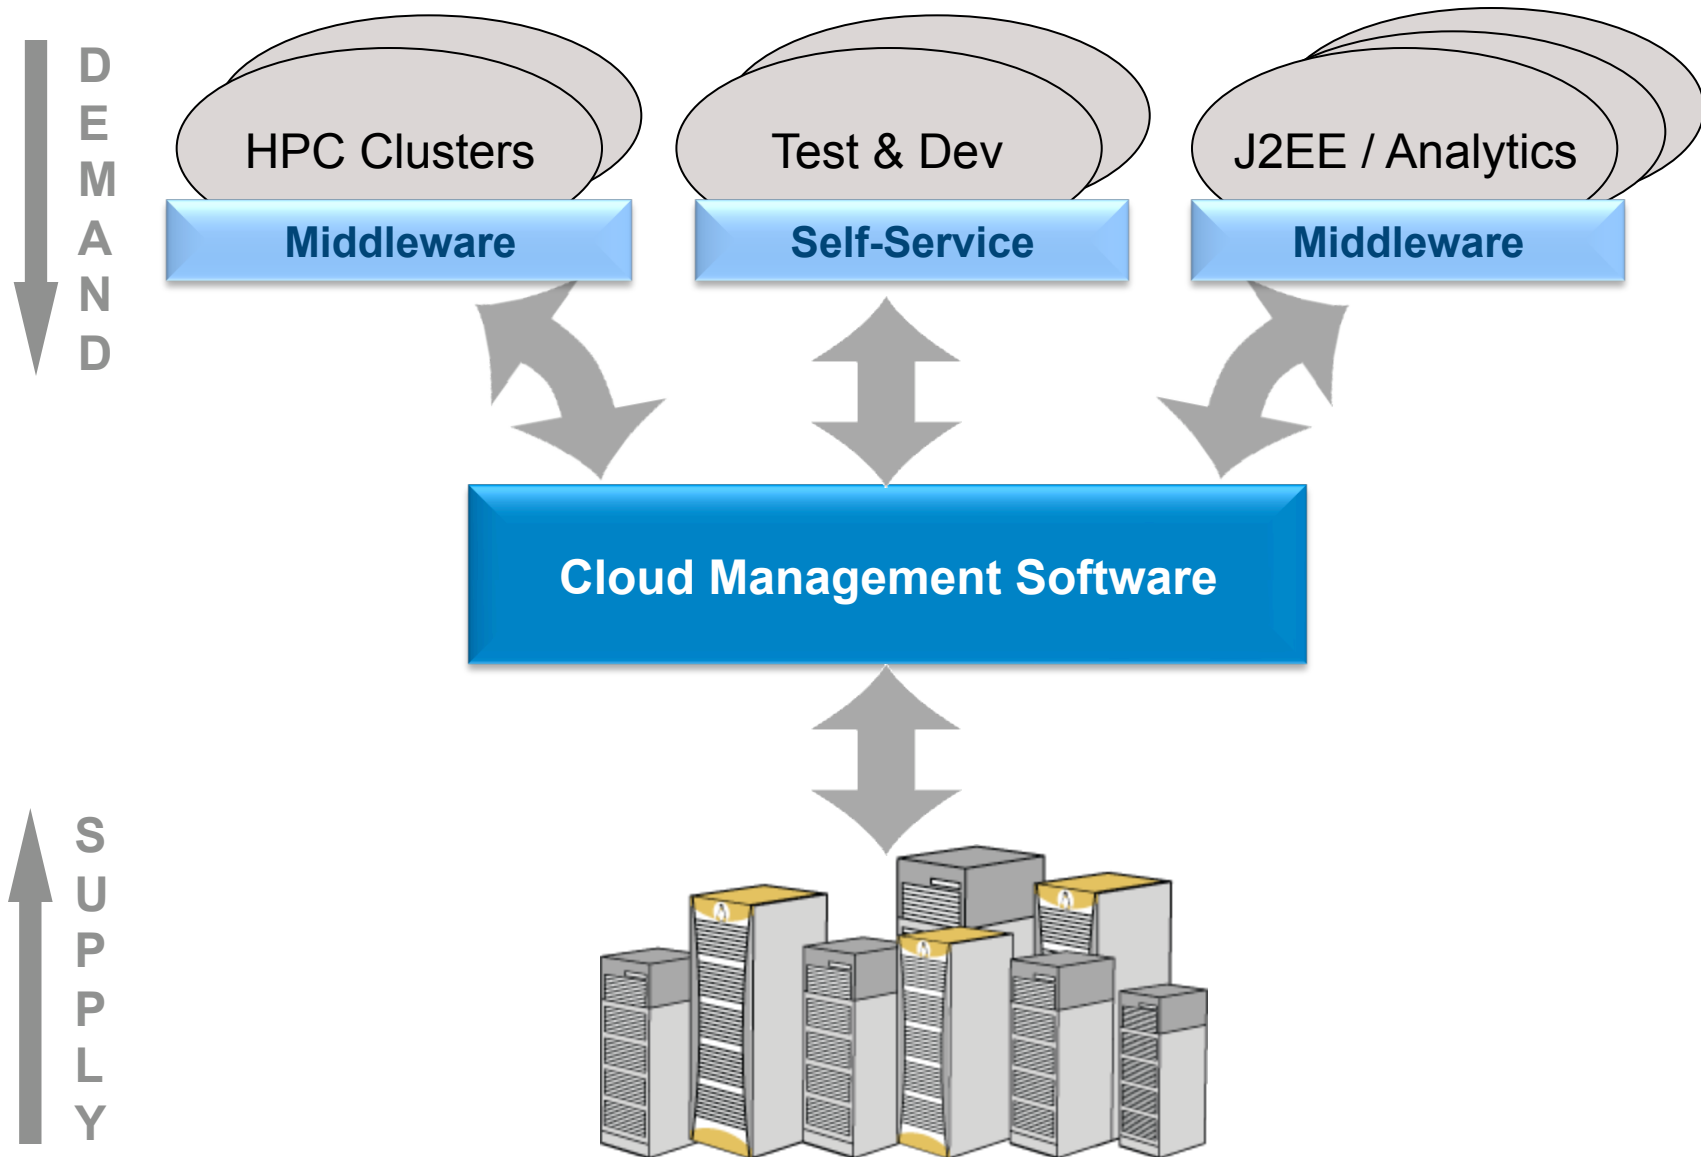 DEMAND
HPC Clusters
Test & Dev
J2EE / Analytics
Middleware
Self-Service
Middleware
Cloud Management Software
SUPPLY